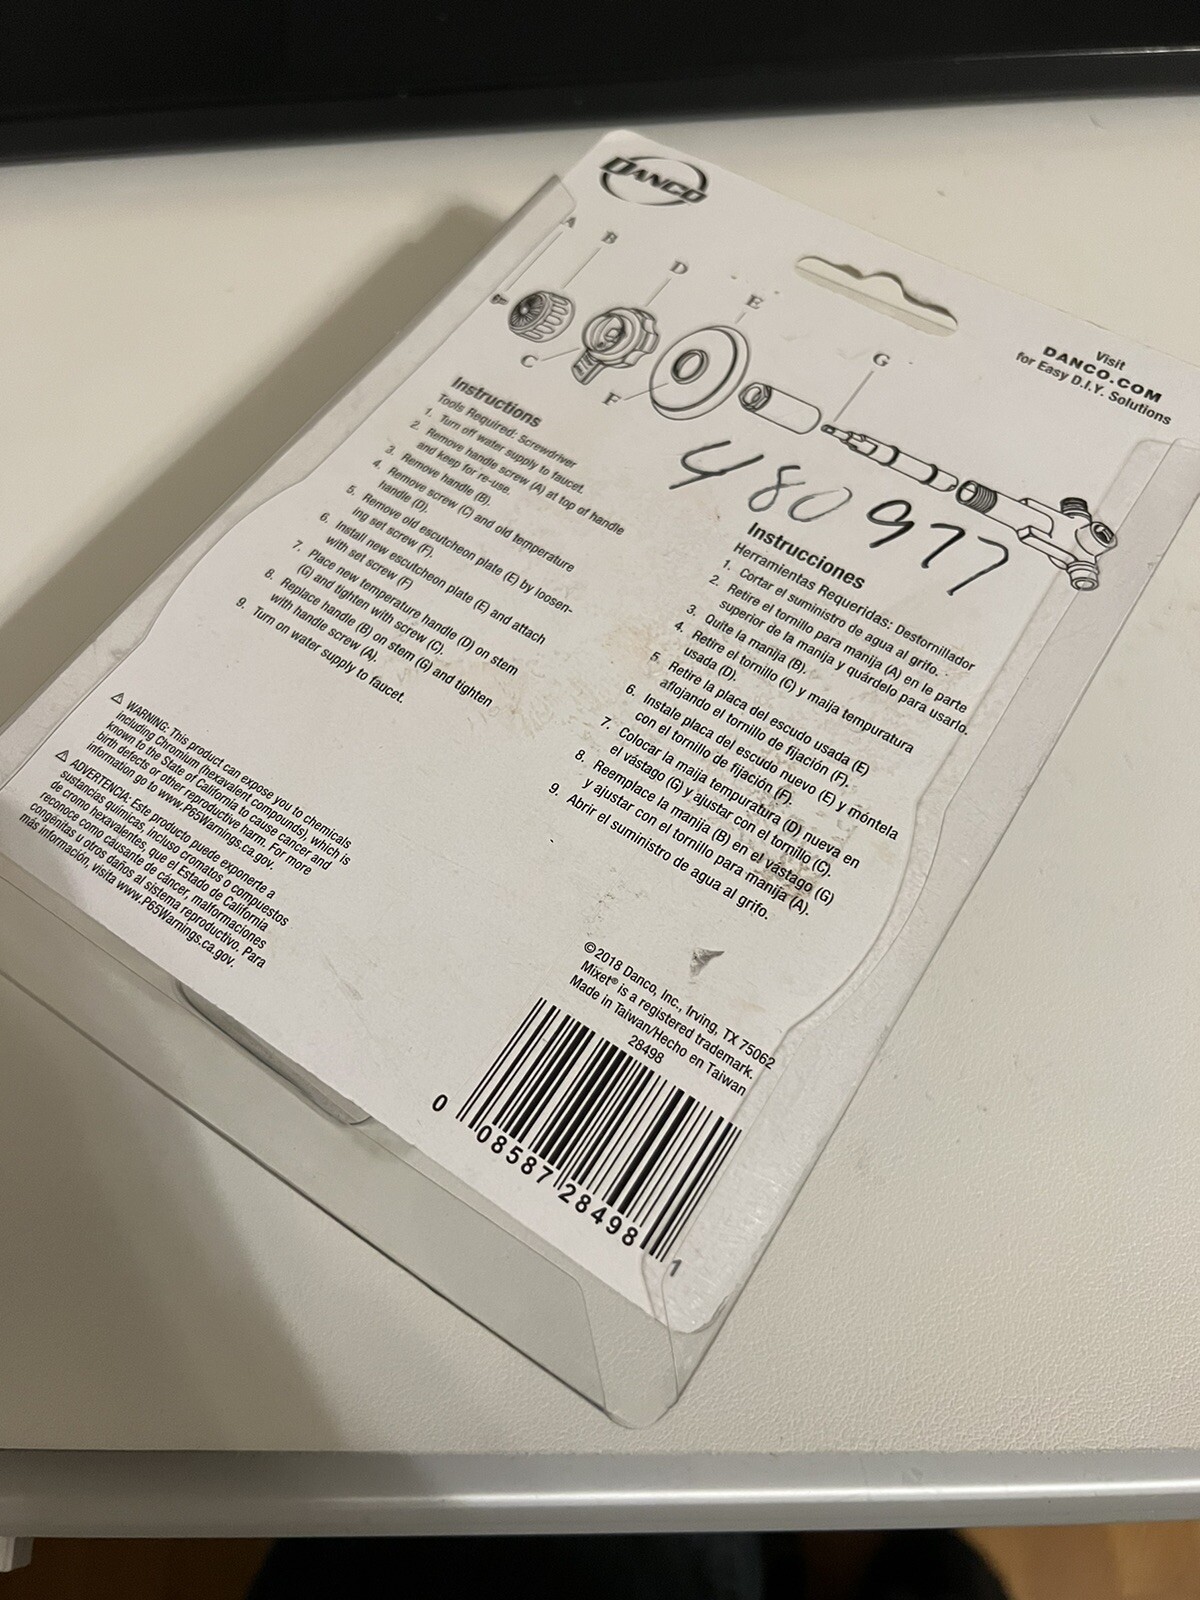 DANCO
A
B
C
D
E
F
G
Visit
DANCO.COM
for Easy D.I.Y. Solutions
480977
Instructions
Tools Required: Screwdriver
1. Turn off water supply to faucet.
2. Remove handle screw (A) at top of handle
and keep for re-use.
3. Remove handle (B).
4. Remove screw (C) and old temperature
handle (D).
5. Remove old escutcheon plate (E) by loosen-
ing set screw (F).
6. Install new escutcheon plate (E) and attach
with set screw (F)
7. Place new temperature handle (D) on stem
(G) and tighten with screw (C).
8. Replace handle (B) on stem (G) and tighten
with handle screw (A).
9. Turn on water supply to faucet.
Instrucciones
Herramientas Requeridas: Destornillador
1. Cortar el suministro de agua al grifo.
2. Retire el tornillo para manija (A) en le parte
superior de la manija y quárdelo para usarlo.
3. Quite la manija (B).
4. Retire el tornillo (C) y maija tempuratura
usada (D).
5. Retire la placa del escudo usada (E)
aflojando el tornillo de fijación (F).
6. Instale placa del escudo nuevo (E) y móntela
con el tornillo de fijación (F).
7. Colocar la maija tempuratura (D) nueva en
el vástago (G) y ajustar con el tornillo (C).
8. Reemplace la manija (B) en el vástago (G)
y ajustar con el tornillo para manija (A).
9. Abrir el suministro de agua al grifo.
⚠ WARNING: This product can expose you to chemicals
including Chromium (hexavalent compounds) which is
known to the State of California to cause cancer and
birth defects or other reproductive harm. For more
information go to www.P65Warnings.ca.gov.
⚠ ADVERTENCIA: Este producto puede exponerte a
sustancias químicas, incluso cromatos o compuestos
de cromo hexavalentes, que el Estado de California
reconoce como causante de cáncer, malformaciones
congénitas u otros daños al sistema reproductivo. Para
más información, visita www.P65Warnings.ca.gov.
©2018 Danco, Inc., Irving, TX 75062
Mixet® is a registered trademark.
Made in Taiwan/Hecho en Taiwan
28498
0 08587 28498 1